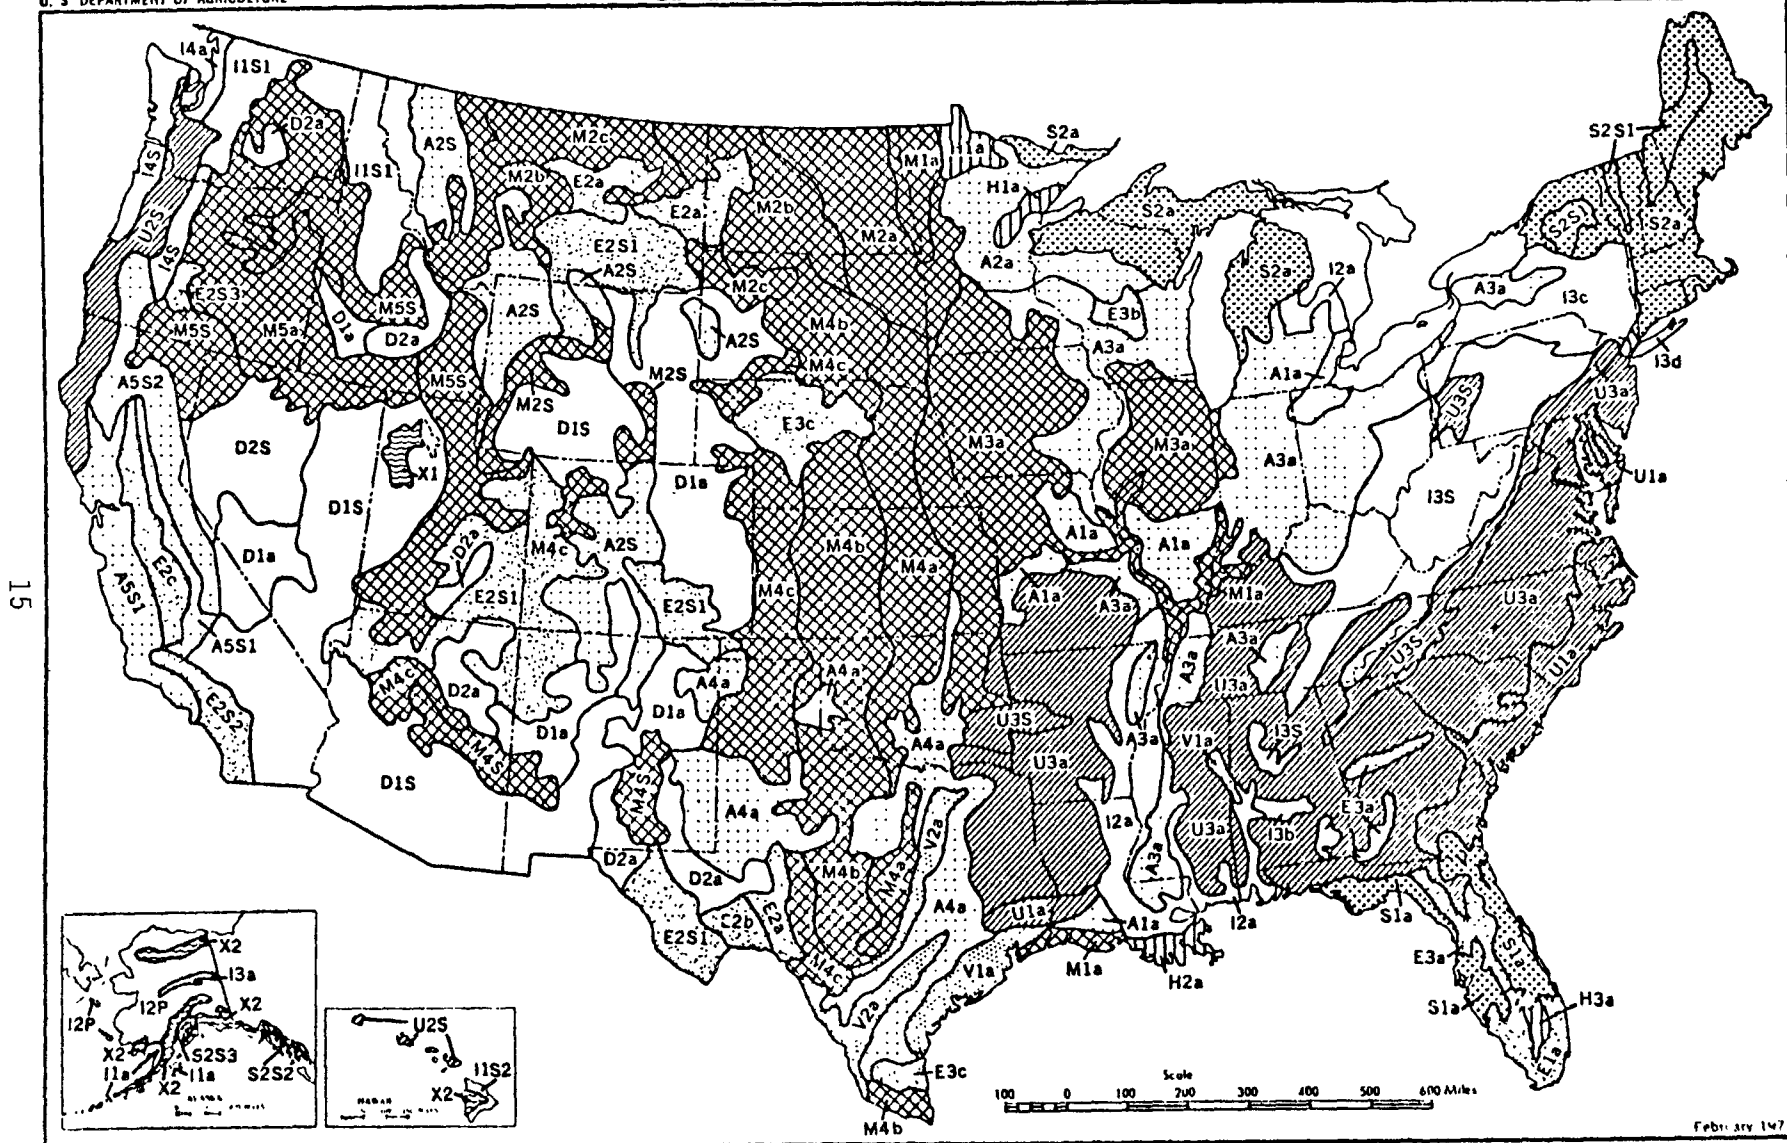 U. S. DEPARTMENT OF AGRICULTURE
I4a
I1S1
D2a
A2S
M2c
M1a
H1a
S2a
S2S1
I4S
I1S1
M2b
E2a
H1a
U2S
M2b
E2a
S2a
S2S1
S2a
I4S
E2S1
M2a
A2a
S2a
I2a
A3a
I3c
A2S
M2c
E2S3
M5S
A2S
E3b
M5S
M5a
D1a
D2a
M4b
A2S
A3a
I3d
M4c
A5S2
M5S
M2S
A1a
U3S
U3a
M2S
D1S
E3c
M3a
M3a
D2S
A3a
X1
D1a
U1a
I3S
D1S
A1a
A1a
D2a
M4c
A2S
M4b
D1a
M4a
E2c
A5S1
E2S1
E2S1
M4c
A1a
A3a
M1a
U3a
A5S1
A3a
U3S
U1a
M4c
D2a
A4a
A4a
A3a
U3a
E2S2
D1a
U3S
D1a
A4a
A3a
V1a
I3S
M4S
U3a
D1S
M4S
A4a
V2a
I2a
U3a
I3b
E3a
D2a
D2a
M4b
M4a
A3a
E2b
E2a
A4a
U1a
A1a
I2a
S1a
E2S1
M4c
V1a
M1a
H2a
E3a
S1a
V2a
S1a
H3a
E1a
E3c
M4b
X2
I3a
I2P
I2P
X2
X2
S2S3
I1a
I1a
X2
S2S2
ALASKA
U2S
I1S2
X2
HAWAII
Scale
100 0 100 200 300 400 500 600 Miles
15